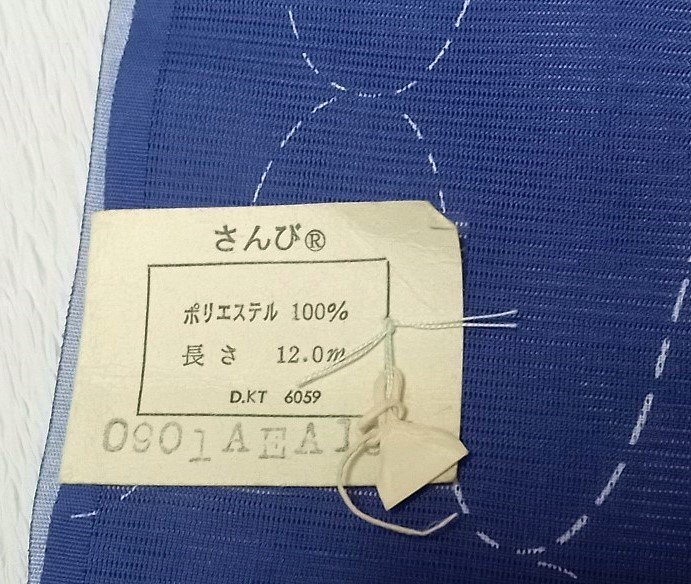 さんび®
ポリエステル 100%
長さ 12.0m
D.KT 6059